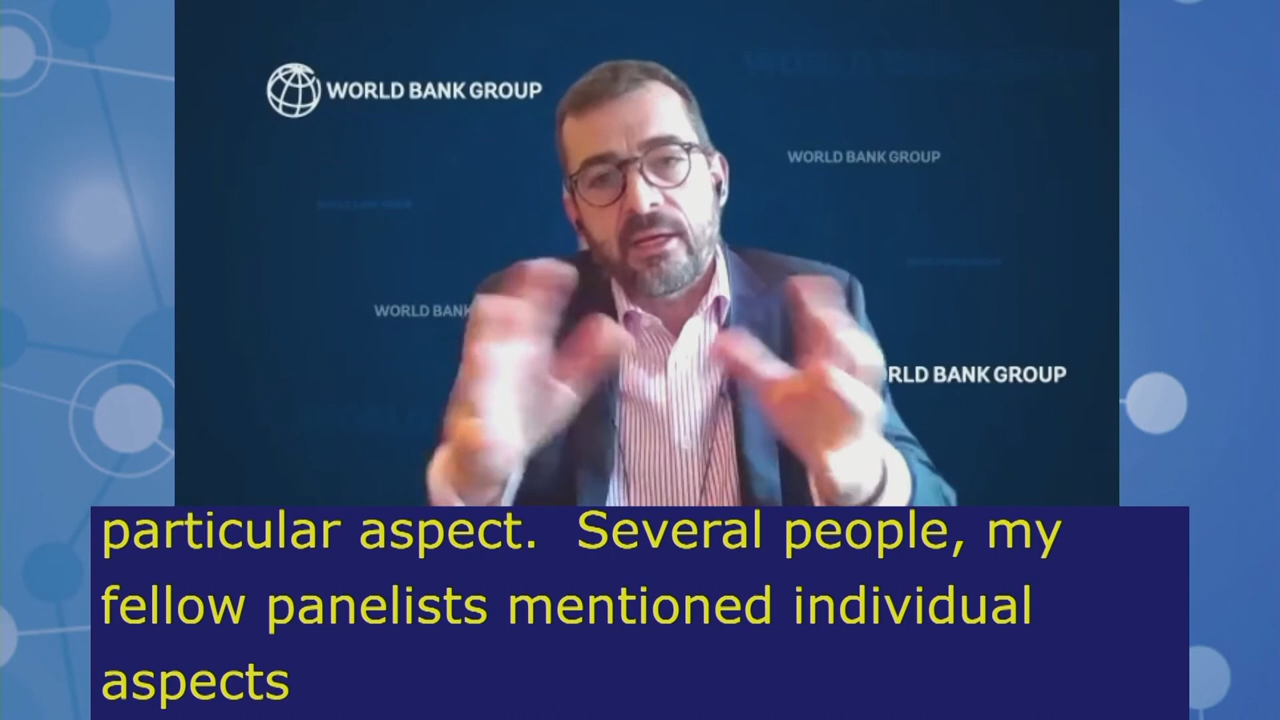 WORLD BANK GROUP
WORLD BANK GROUP
WORLD BANK
RLD BANK GROUP
particular aspect. Several people, my
fellow panelists mentioned individual
aspects